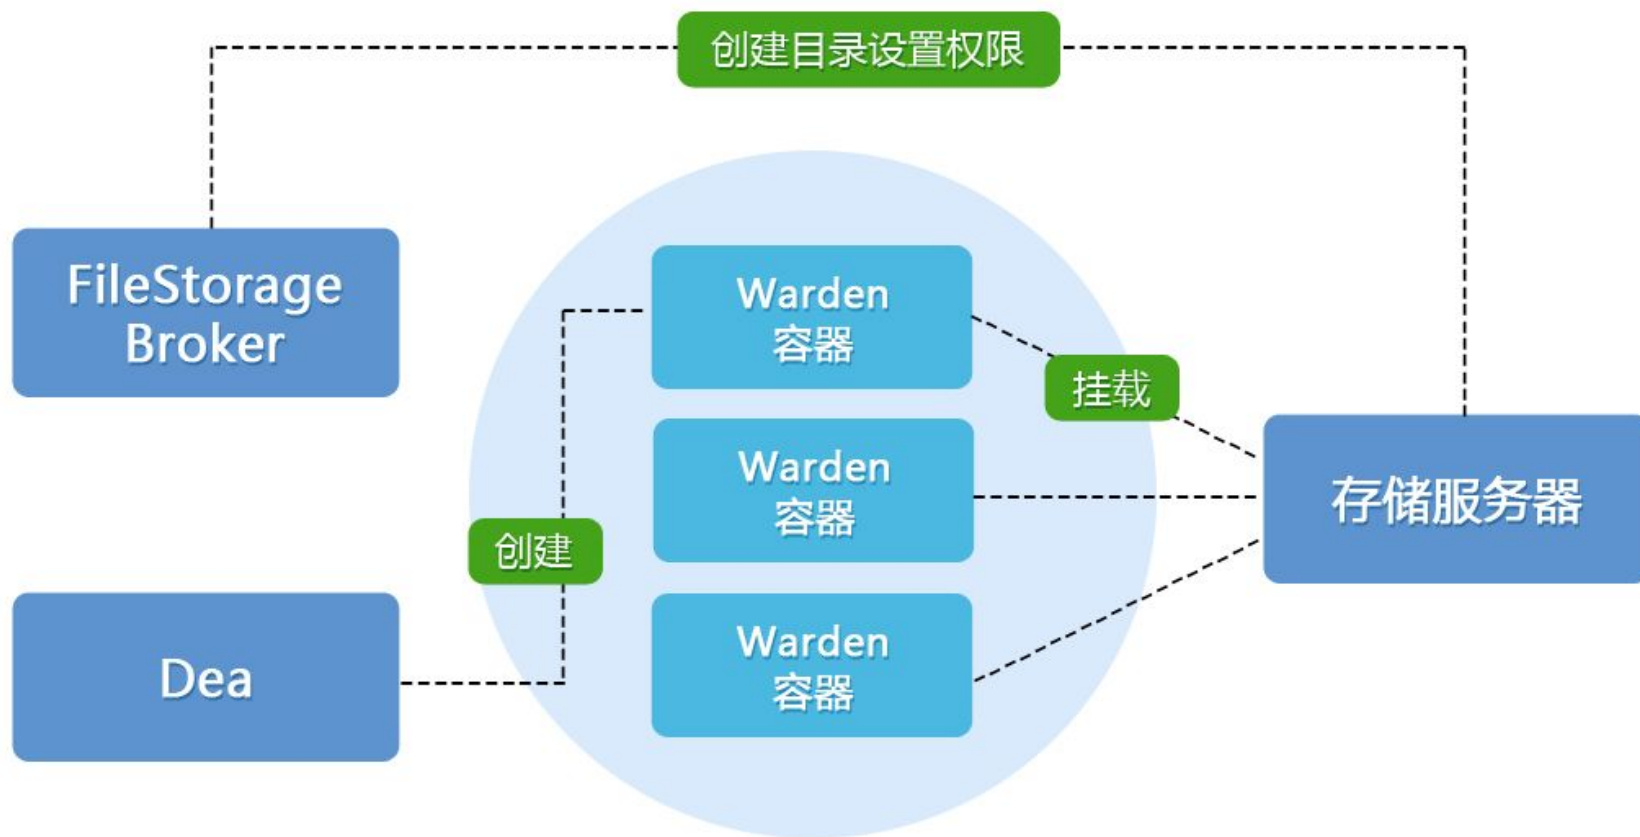 创建目录设置权限
FileStorage
Broker
Warden
容器
挂载
Warden
容器
存储服务器
创建
Warden
容器
Dea